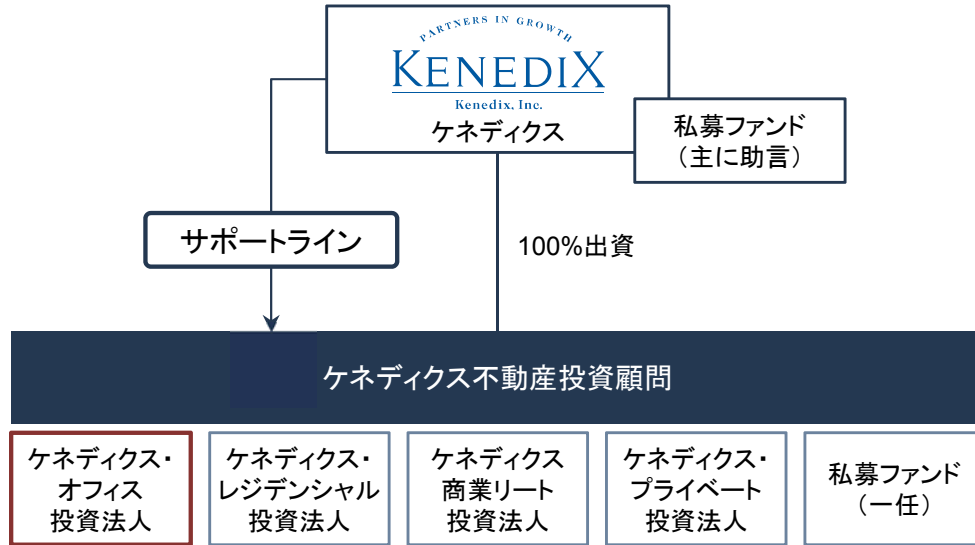 PARTNERS IN GROWTH
KENEDIX
Kenedix, Inc.
ケネディクス
私募ファンド
（主に助言）
サポートライン
100%出資
ケネディクス不動産投資顧問
ケネディクス・
オフィス
投資法人
ケネディクス・
レジデンシャル
投資法人
ケネディクス
商業リート
投資法人
ケネディクス・
プライベート
投資法人
私募ファンド
（一任）